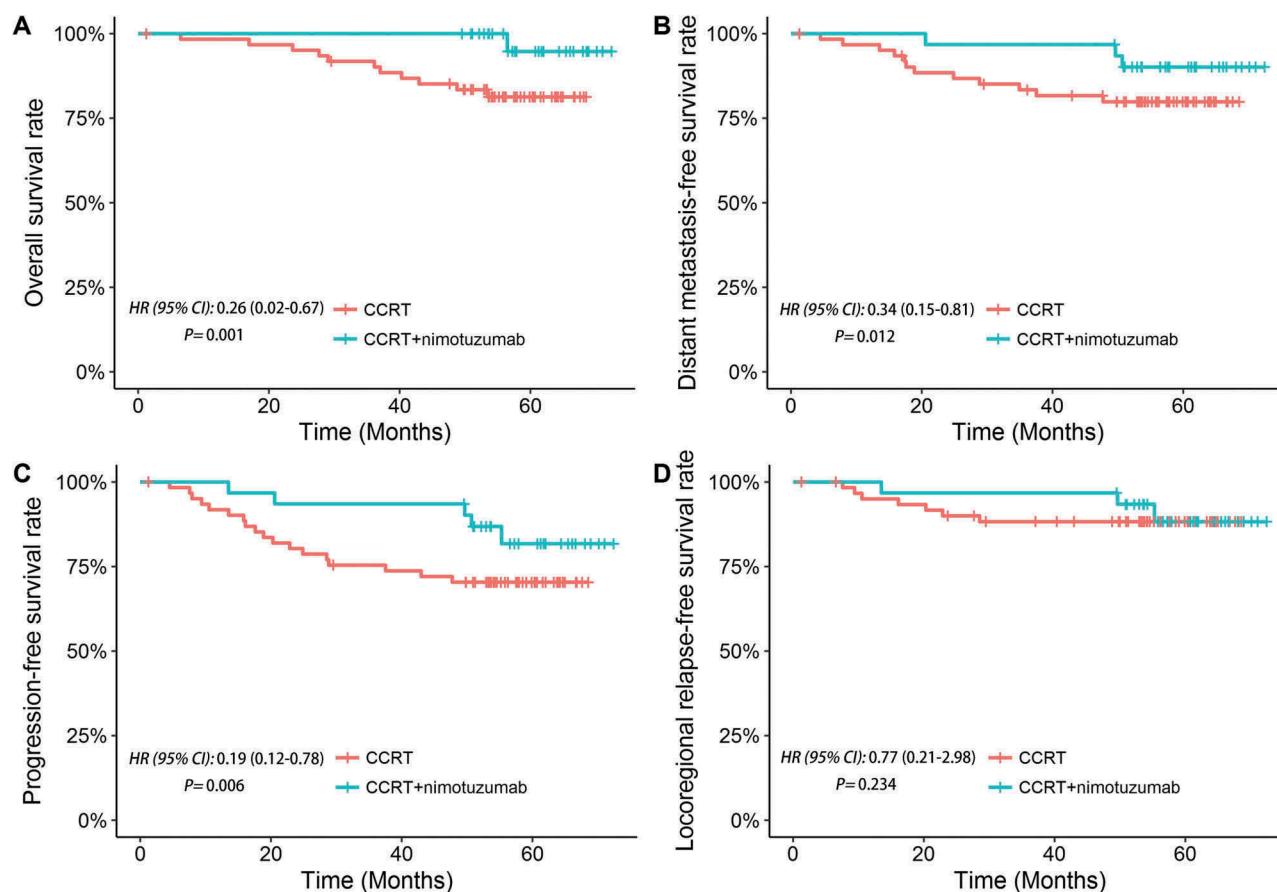 A
Overall survival rate
100%
75%
50%
25%
0%
HR (95% CI): 0.26 (0.02-0.67)
P= 0.001
CCRT
CCRT+nimotuzumab
0 20 40 60
Time (Months)
B
Distant metastasis-free survival rate
100%
75%
50%
25%
0%
HR (95% CI): 0.34 (0.15-0.81)
P= 0.012
CCRT
CCRT+nimotuzumab
0 20 40 60
Time (Months)
C
Progression-free survival rate
100%
75%
50%
25%
0%
HR (95% CI): 0.19 (0.12-0.78)
P= 0.006
CCRT
CCRT+nimotuzumab
0 20 40 60
Time (Months)
D
Locoregional relapse-free survival rate
100%
75%
50%
25%
0%
HR (95% CI): 0.77 (0.21-2.98)
P= 0.234
CCRT
CCRT+nimotuzumab
0 20 40 60
Time (Months)